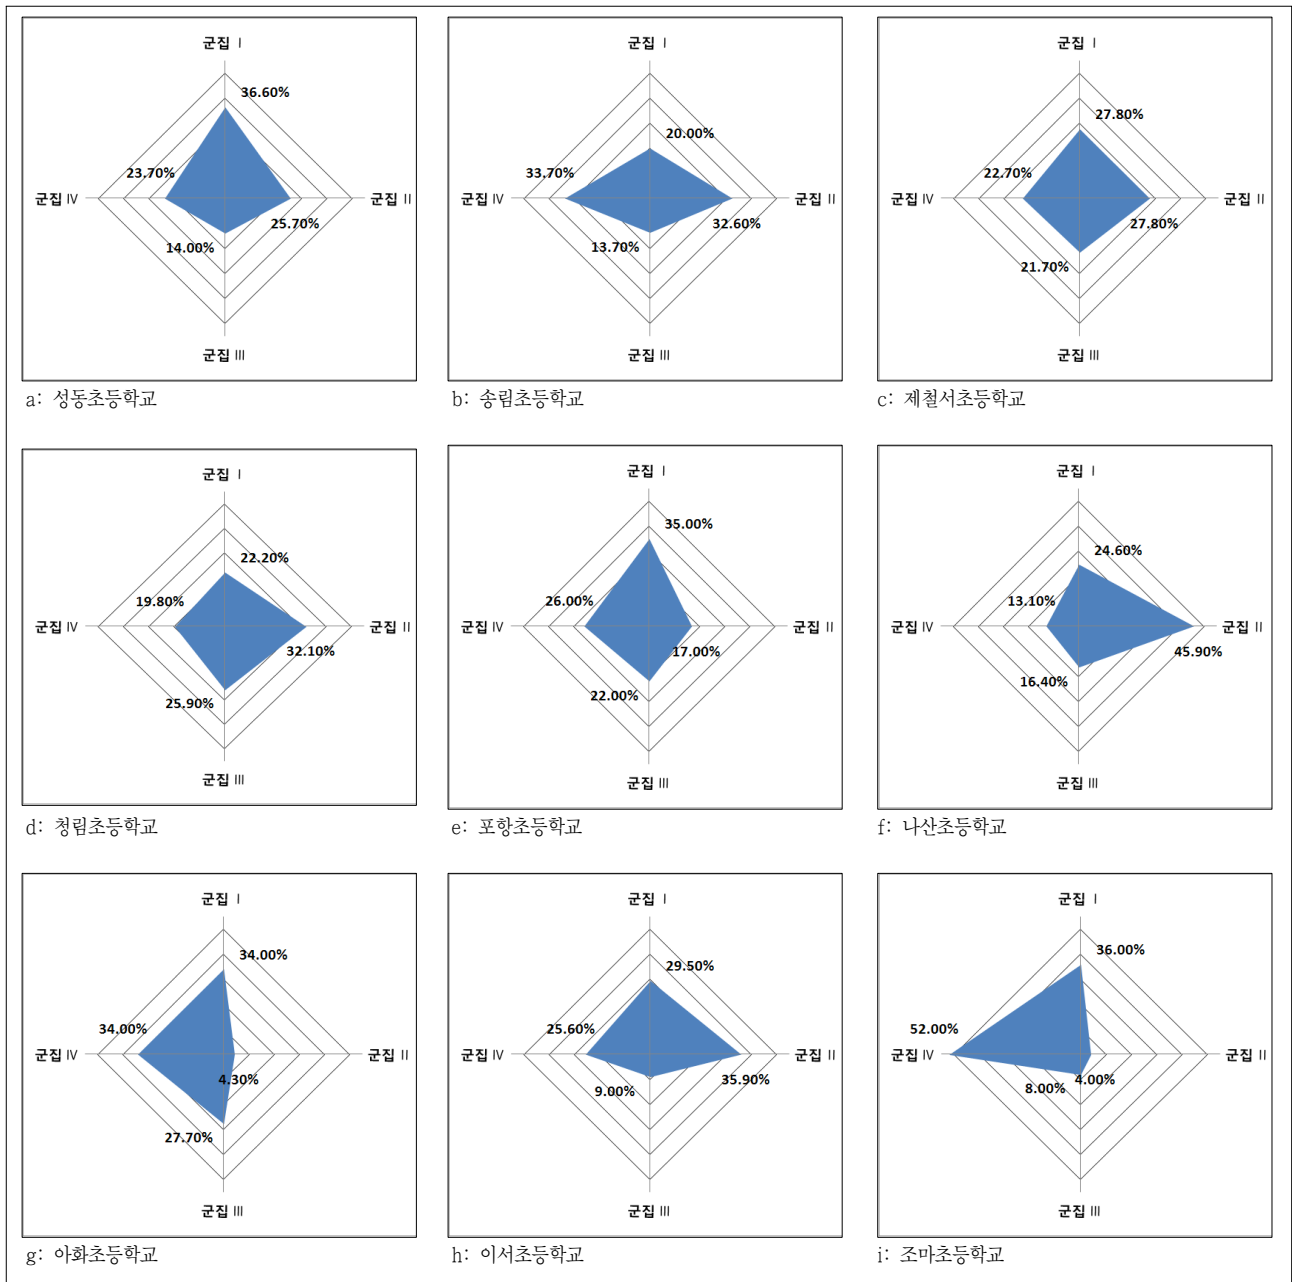 군집 Ⅰ
36.60%
23.70%
군집 Ⅳ
군집 Ⅱ
25.70%
14.00%
군집 Ⅲ
a: 성동초등학교
군집 Ⅰ
20.00%
33.70%
군집 Ⅳ
군집 Ⅱ
32.60%
13.70%
군집 Ⅲ
b: 송림초등학교
군집 Ⅰ
27.80%
22.70%
군집 Ⅳ
군집 Ⅱ
27.80%
21.70%
군집 Ⅲ
c: 제철서초등학교
군집 Ⅰ
22.20%
19.80%
군집 Ⅳ
군집 Ⅱ
32.10%
25.90%
군집 Ⅲ
d: 청림초등학교
군집 Ⅰ
35.00%
26.00%
군집 Ⅳ
군집 Ⅱ
17.00%
22.00%
군집 Ⅲ
e: 포항초등학교
군집 Ⅰ
24.60%
13.10%
군집 Ⅳ
군집 Ⅱ
45.90%
16.40%
군집 Ⅲ
f: 나산초등학교
군집 Ⅰ
34.00%
34.00%
군집 Ⅳ
군집 Ⅱ
4.30%
27.70%
군집 Ⅲ
g: 아화초등학교
군집 Ⅰ
29.50%
25.60%
군집 Ⅳ
군집 Ⅱ
35.90%
9.00%
군집 Ⅲ
h: 이서초등학교
군집 Ⅰ
36.00%
52.00%
군집 Ⅳ
군집 Ⅱ
4.00%
8.00%
군집 Ⅲ
i: 조마초등학교